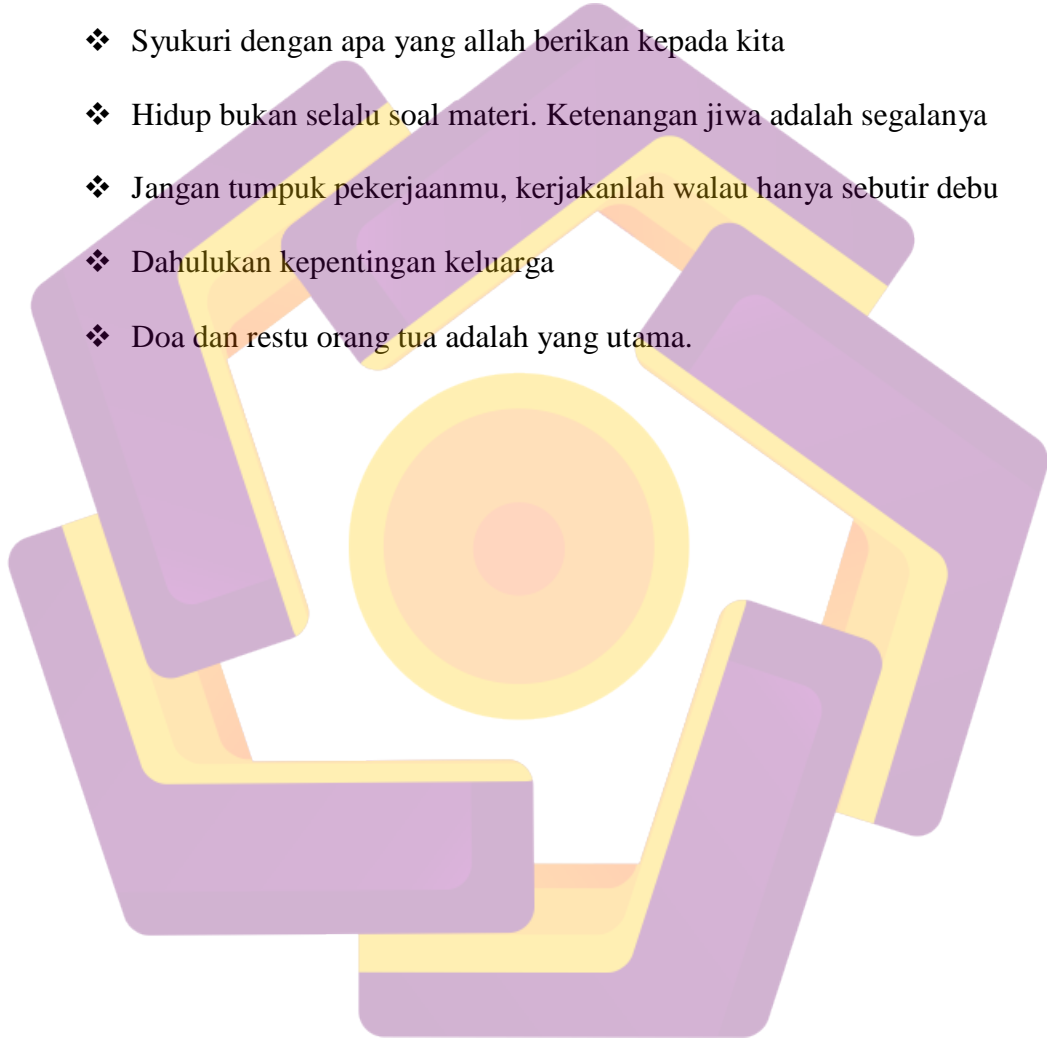 ❖ Syukuri dengan apa yang allah berikan kepada kita
❖ Hidup bukan selalu soal materi. Ketenangan jiwa adalah segalanya
❖ Jangan tumpuk pekerjaanmu, kerjakanlah walau hanya sebutir debu
❖ Dahulukan kepentingan keluarga
❖ Doa dan restu orang tua adalah yang utama.